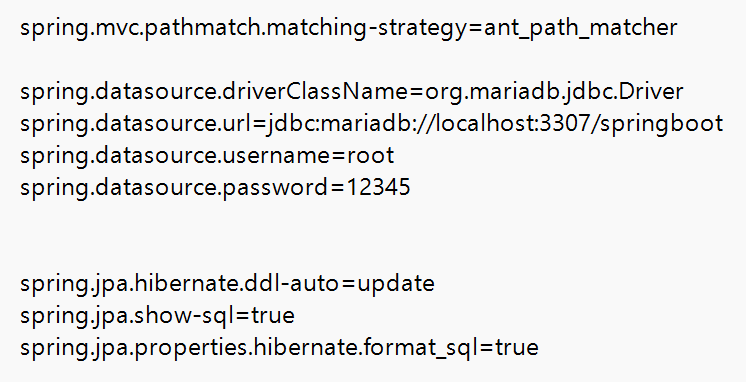 spring.mvc.pathmatch.matching-strategy=ant_path_matcher
spring.datasource.driverClassName=org.mariadb.jdbc.Driver
spring.datasource.url=jdbc:mariadb://localhost:3307/springboot
spring.datasource.username=root
spring.datasource.password=12345
spring.jpa.hibernate.ddl-auto=update
spring.jpa.show-sql=true
spring.jpa.properties.hibernate.format_sql=true